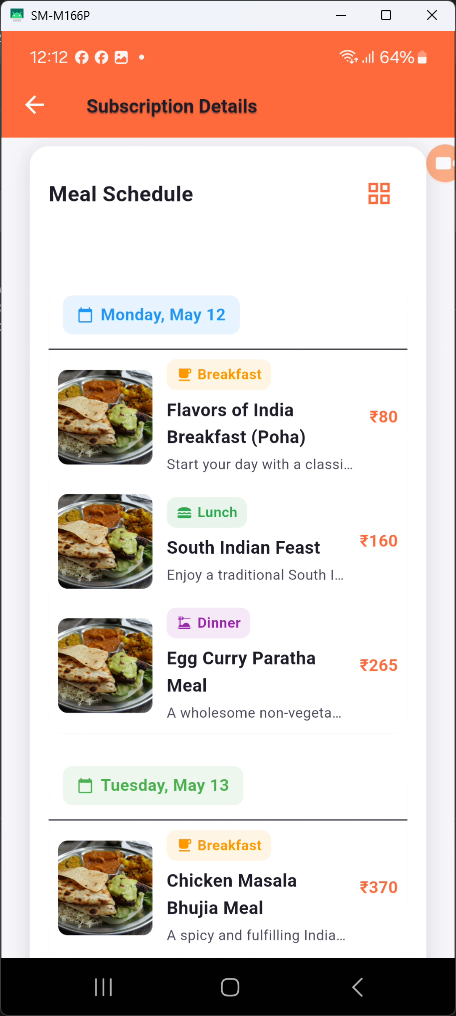 SM-M166P
12:12
64%
Subscription Details
Meal Schedule
Monday, May 12
Breakfast
Flavors of India
Breakfast (Poha)
₹80
Start your day with a classi...
Lunch
South Indian Feast
₹160
Enjoy a traditional South I...
Dinner
Egg Curry Paratha
Meal
₹265
A wholesome non-vegeta...
Tuesday, May 13
Breakfast
Chicken Masala
Bhujia Meal
₹370
A spicy and fulfilling India...